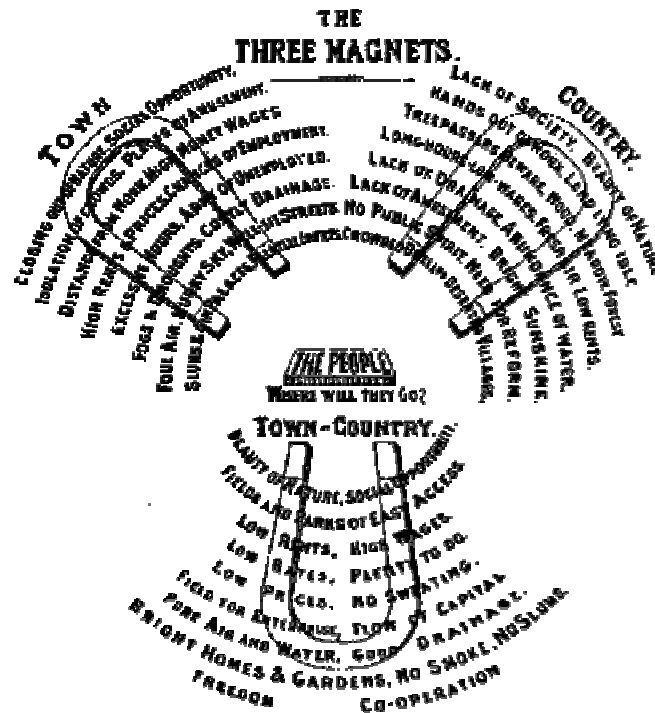 THE
THREE MAGNETS.
TOWN
CLOSING OUT OF NATURE. SOCIAL OPPORTUNITY.
ISOLATION OF CROWDS. PLACES OF AMUSEMENT.
DISTANCE FROM WORK. HIGH MONEY WAGES
HIGH RENTS & PRICES. CHANCES OF EMPLOYMENT.
EXCESSIVE HOURS. ARMY OF UNEMPLOYED.
FOGS & DROUGHTS. COSTLY DRAINAGE.
FOUL AIR. MURKY SKY. WELL-LIT STREETS.
SLUMS & GIN PALACES.
COUNTRY.
LACK OF SOCIETY. BEAUTY OF NATURE.
HANDS OUT OF WORK. LAND LYING IDLE
TRESPASSERS BEWARE. WOOD, MEADOW, FOREST
LONG-HOURS-LOW-WAGES. FRESH AIR LOW RENTS.
LACK OF DRAINAGE. ABUNDANCE OF WATER.
LACK OF AMUSEMENT. BRIGHT SUNSHINE.
NO PUBLIC SPIRIT. NEED FOR REFORM.
CROWDED DWELLINGS. DESERTED VILLAGES.
THE PEOPLE
WHERE WILL THEY GO?
TOWN-COUNTRY.
BEAUTY OF NATURE, SOCIAL OPPORTUNITY.
FIELDS AND PARKS OF EASY ACCESS.
LOW RENTS, HIGH WAGES.
LOW RATES, PLENTY TO DO.
LOW PRICES, NO SWEATING.
FIELD FOR ENTERPRISE, FLOW OF CAPITAL
PURE AIR AND WATER, GOOD DRAINAGE.
BRIGHT HOMES & GARDENS, NO SMOKE, NO SLUMS.
FREEDOM CO-OPERATION